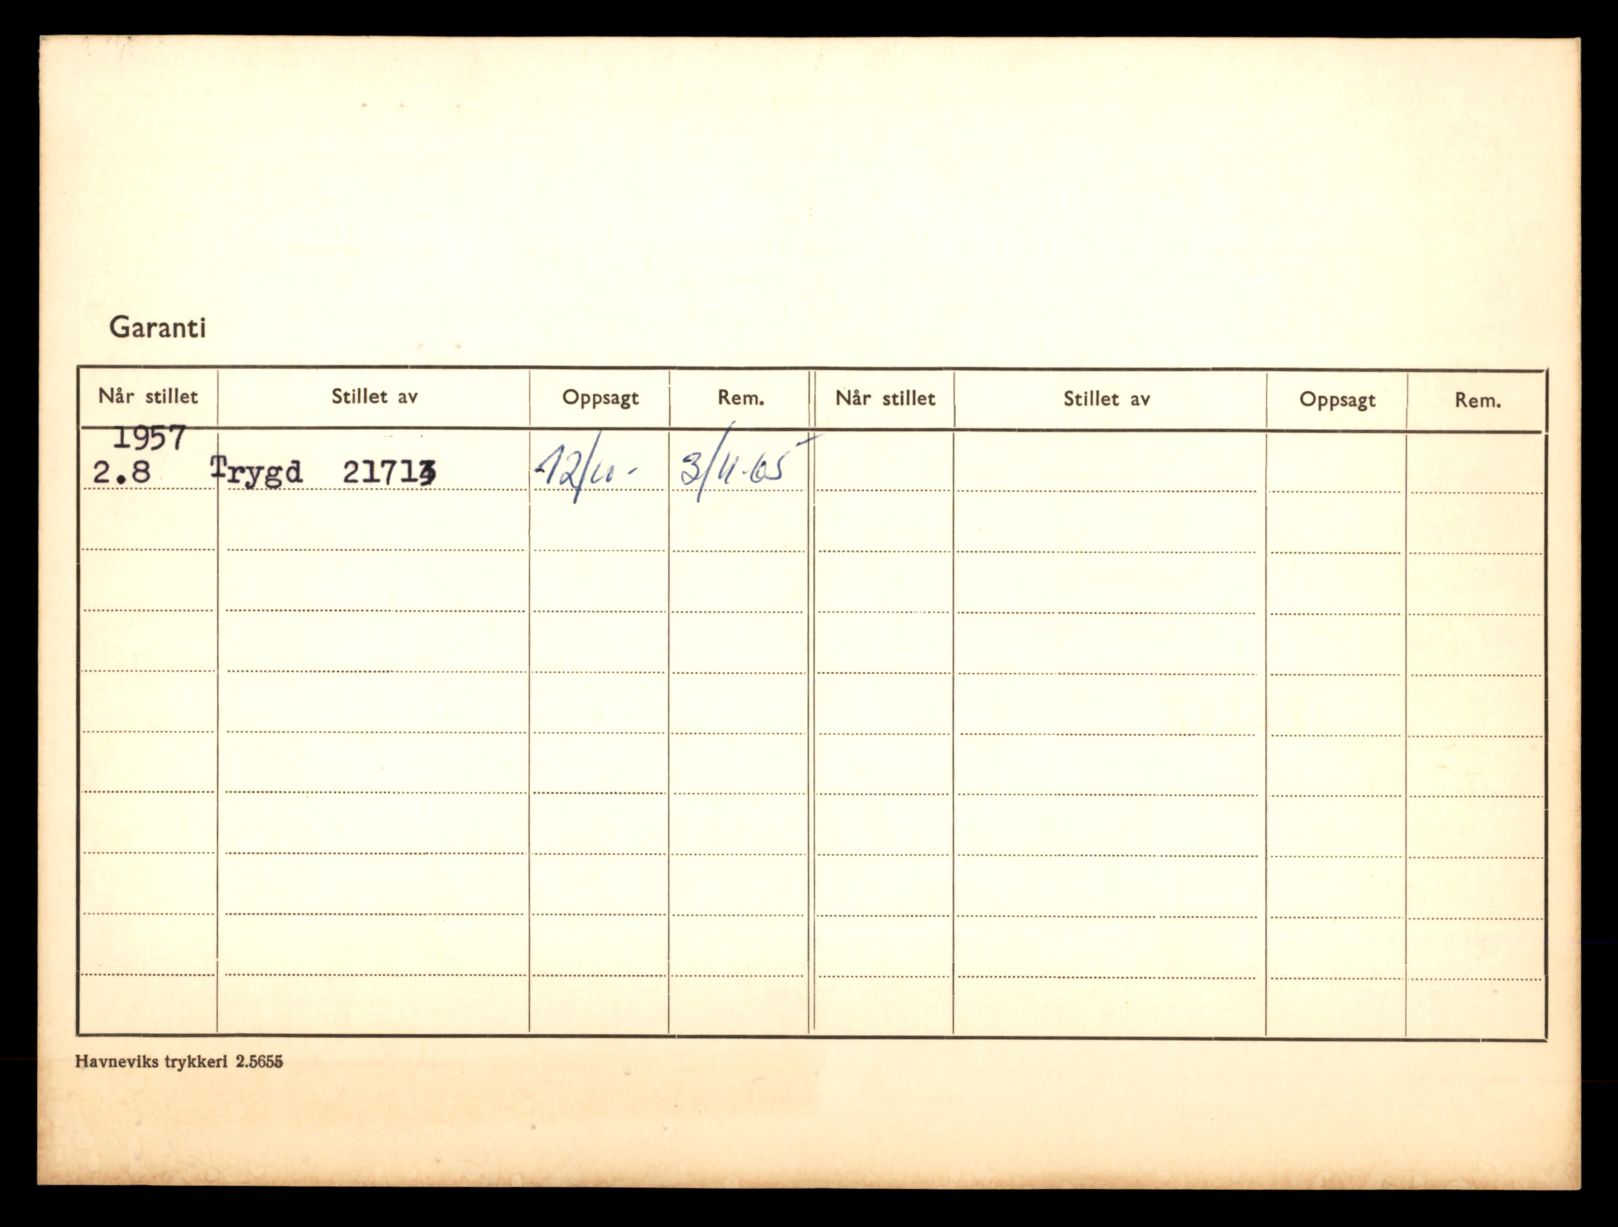 Garanti
Når stillet Stillet av Oppsagt Rem. Når stillet Stillet av Oppsagt Rem.
1957
2.8 Trygd 21713 12/11- 3/11-65
Havneviks trykkeri 2.5655